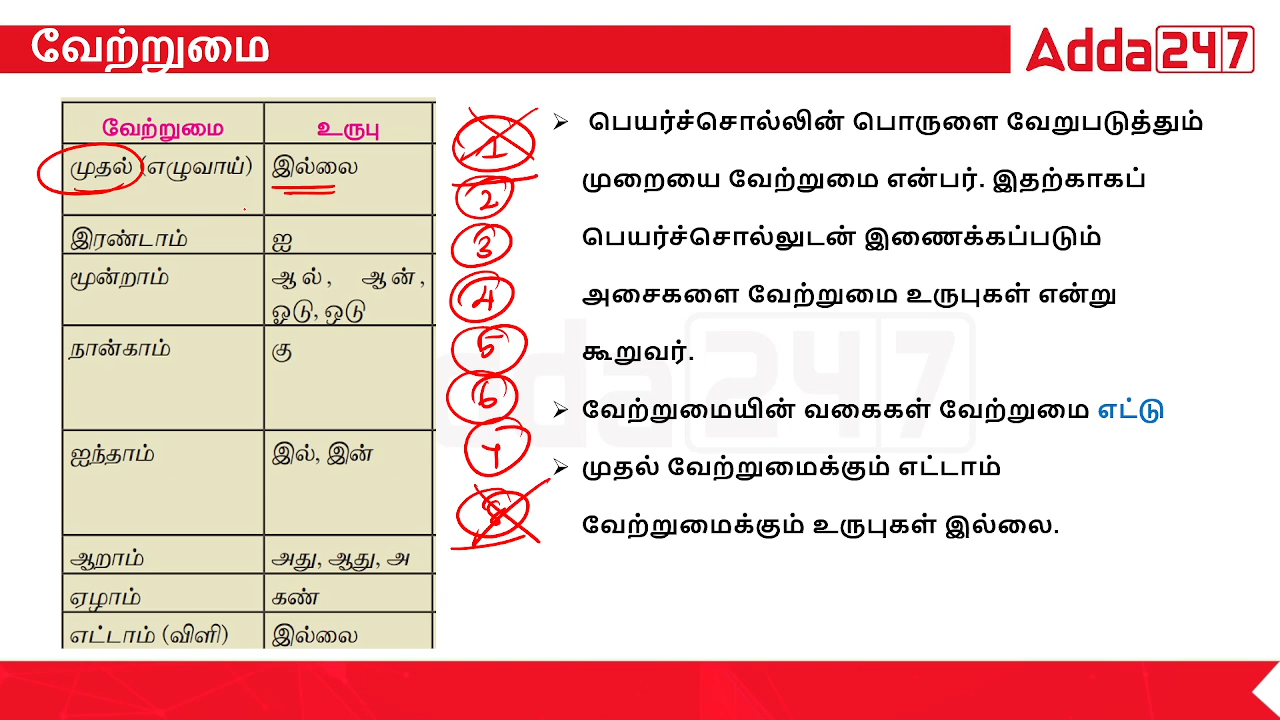 வேற்றுமை
Adda247
வேற்றுமை உருபு
முதல் (எழுவாய்) இல்லை
இரண்டாம் ஐ
மூன்றாம் ஆல், ஆன்,
ஓடு, ஒடு
நான்காம் கு
ஐந்தாம் இல், இன்
ஆறாம் அது, ஆது, அ
ஏழாம் கண்
எட்டாம் (விளி) இல்லை
1
2
3
4
5
6
7
8
பெயர்ச்சொல்லின் பொருளை வேறுபடுத்தும்
முறையை வேற்றுமை என்பர். இதற்காகப்
பெயர்ச்சொல்லுடன் இணைக்கப்படும்
அசைகளை வேற்றுமை உருபுகள் என்று
கூறுவர்.
வேற்றுமையின் வகைகள் வேற்றுமை எட்டு
முதல் வேற்றுமைக்கும் எட்டாம்
வேற்றுமைக்கும் உருபுகள் இல்லை.
Adda247